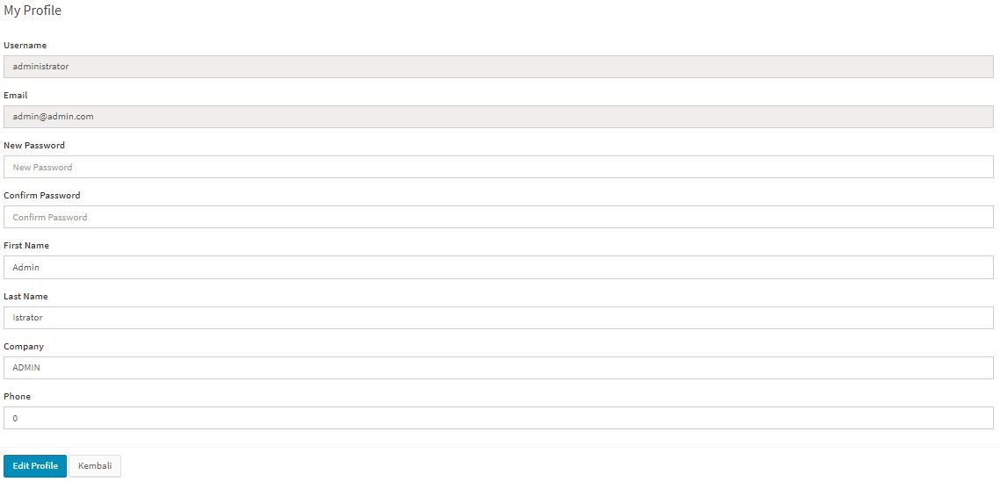 My Profile
Username
administrator
Email
admin@admin.com
New Password
New Password
Confirm Password
Confirm Password
First Name
Admin
Last Name
Istrator
Company
ADMIN
Phone
0
Edit Profile Kembali